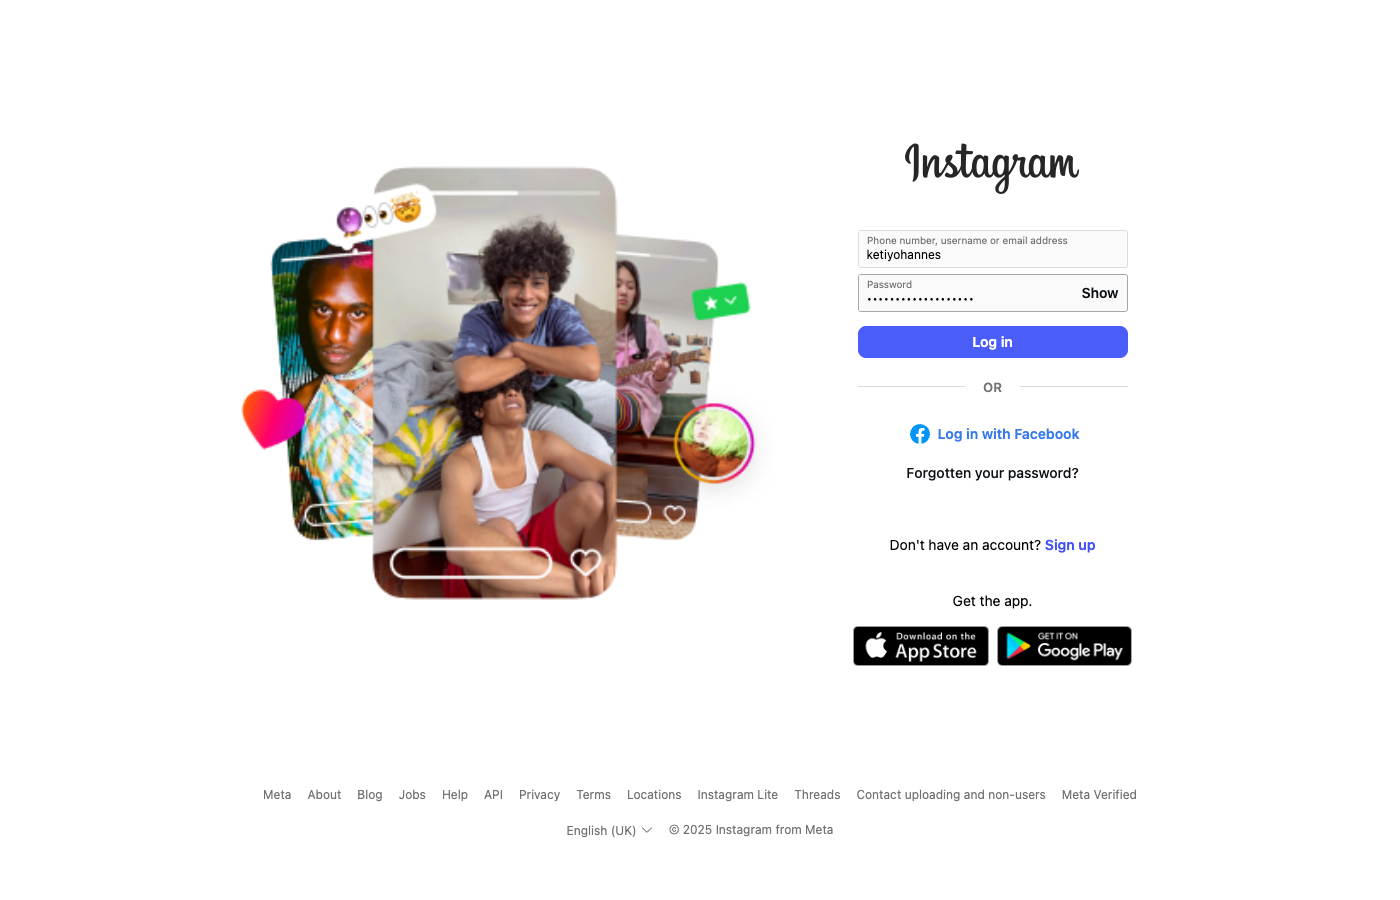 Instagram
Phone number, username or email address
ketiyohannes
Password
••••••••••••••••••• Show
Log in
OR
Log in with Facebook
Forgotten your password?
Don't have an account? Sign up
Get the app.
Download on the
App Store
GET IT ON
Google Play
Meta About Blog Jobs Help API Privacy Terms Locations Instagram Lite Threads Contact uploading and non-users Meta Verified
English (UK) © 2025 Instagram from Meta